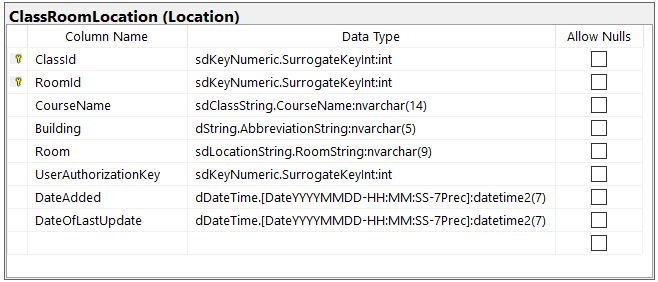 ClassRoomLocation (Location)
Column Name Data Type Allow Nulls
ClassId sdKeyNumeric.SurrogateKeyInt:int
RoomId sdKeyNumeric.SurrogateKeyInt:int
CourseName sdClassString.CourseName:nvarchar(14)
Building dString.AbbreviationString:nvarchar(5)
Room sdLocationString.RoomString:nvarchar(9)
UserAuthorizationKey sdKeyNumeric.SurrogateKeyInt:int
DateAdded dDateTime.[DateYYYYMMDD-HH:MM:SS-7Prec]:datetime2(7)
DateOfLastUpdate dDateTime.[DateYYYYMMDD-HH:MM:SS-7Prec]:datetime2(7)